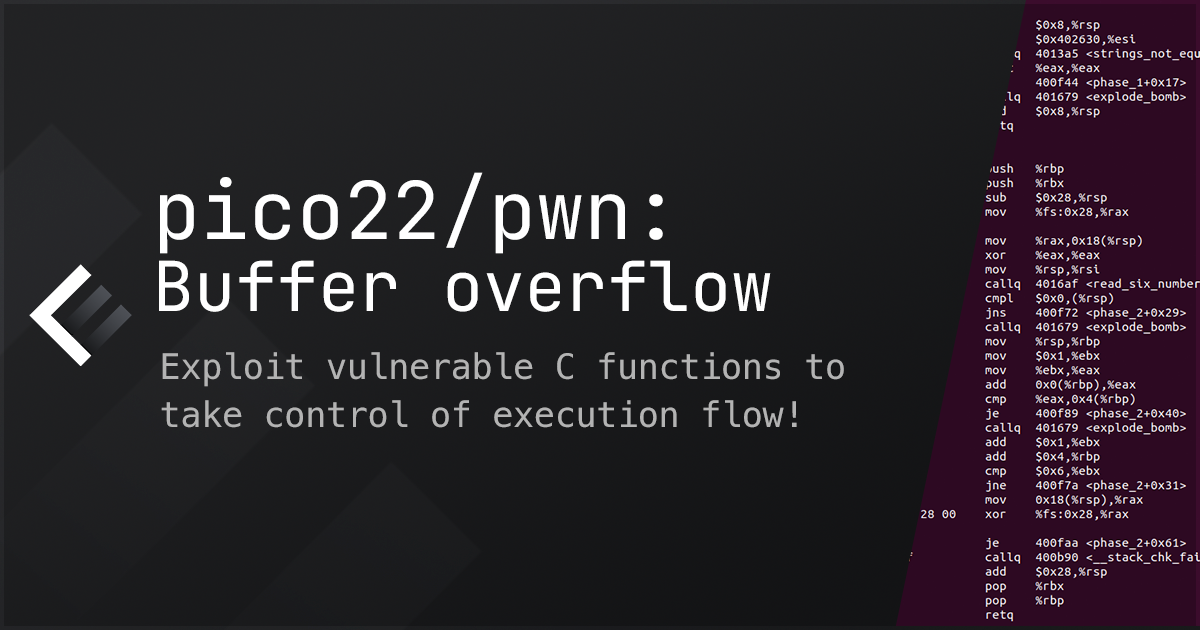 pico22/pwn:
Buffer overflow
Exploit vulnerable C functions to
take control of execution flow!
$0x8,%rsp
$0x402630,%esi
q 4013a5 <strings_not_equ
%eax,%eax
400f44 <phase_1+0x17>
lq 401679 <explode_bomb>
$0x8,%rsp
tq
push %rbp
push %rbx
sub $0x28,%rsp
mov %fs:0x28,%rax
mov %rax,0x18(%rsp)
xor %eax,%eax
mov %rsp,%rsi
callq 4016af <read_six_number
cmpl $0x0,(%rsp)
jns 400f72 <phase_2+0x29>
callq 401679 <explode_bomb>
mov %rsp,%rbp
mov $0x1,%ebx
mov %ebx,%eax
add 0x0(%rbp),%eax
cmp %eax,0x4(%rbp)
je 400f89 <phase_2+0x40>
callq 401679 <explode_bomb>
add $0x1,%ebx
add $0x4,%rbp
cmp $0x6,%ebx
jne 400f7a <phase_2+0x31>
mov 0x18(%rsp),%rax
28 00 xor %fs:0x28,%rax
je 400faa <phase_2+0x61>
callq 400b90 <__stack_chk_fai
add $0x28,%rsp
pop %rbx
pop %rbp
retq